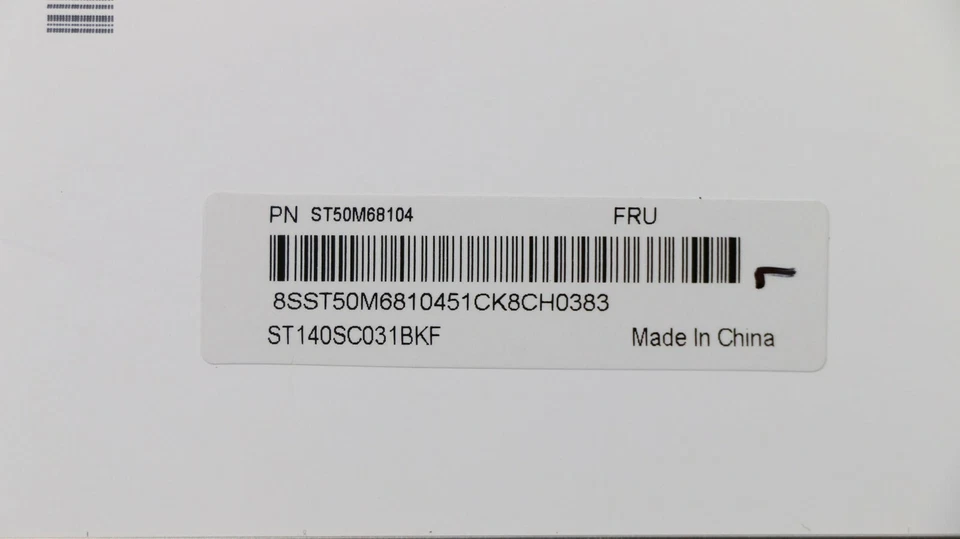 PN ST50M68104 FRU
8SST50M6810451CK8CH0383
ST140SC031BKF Made In China